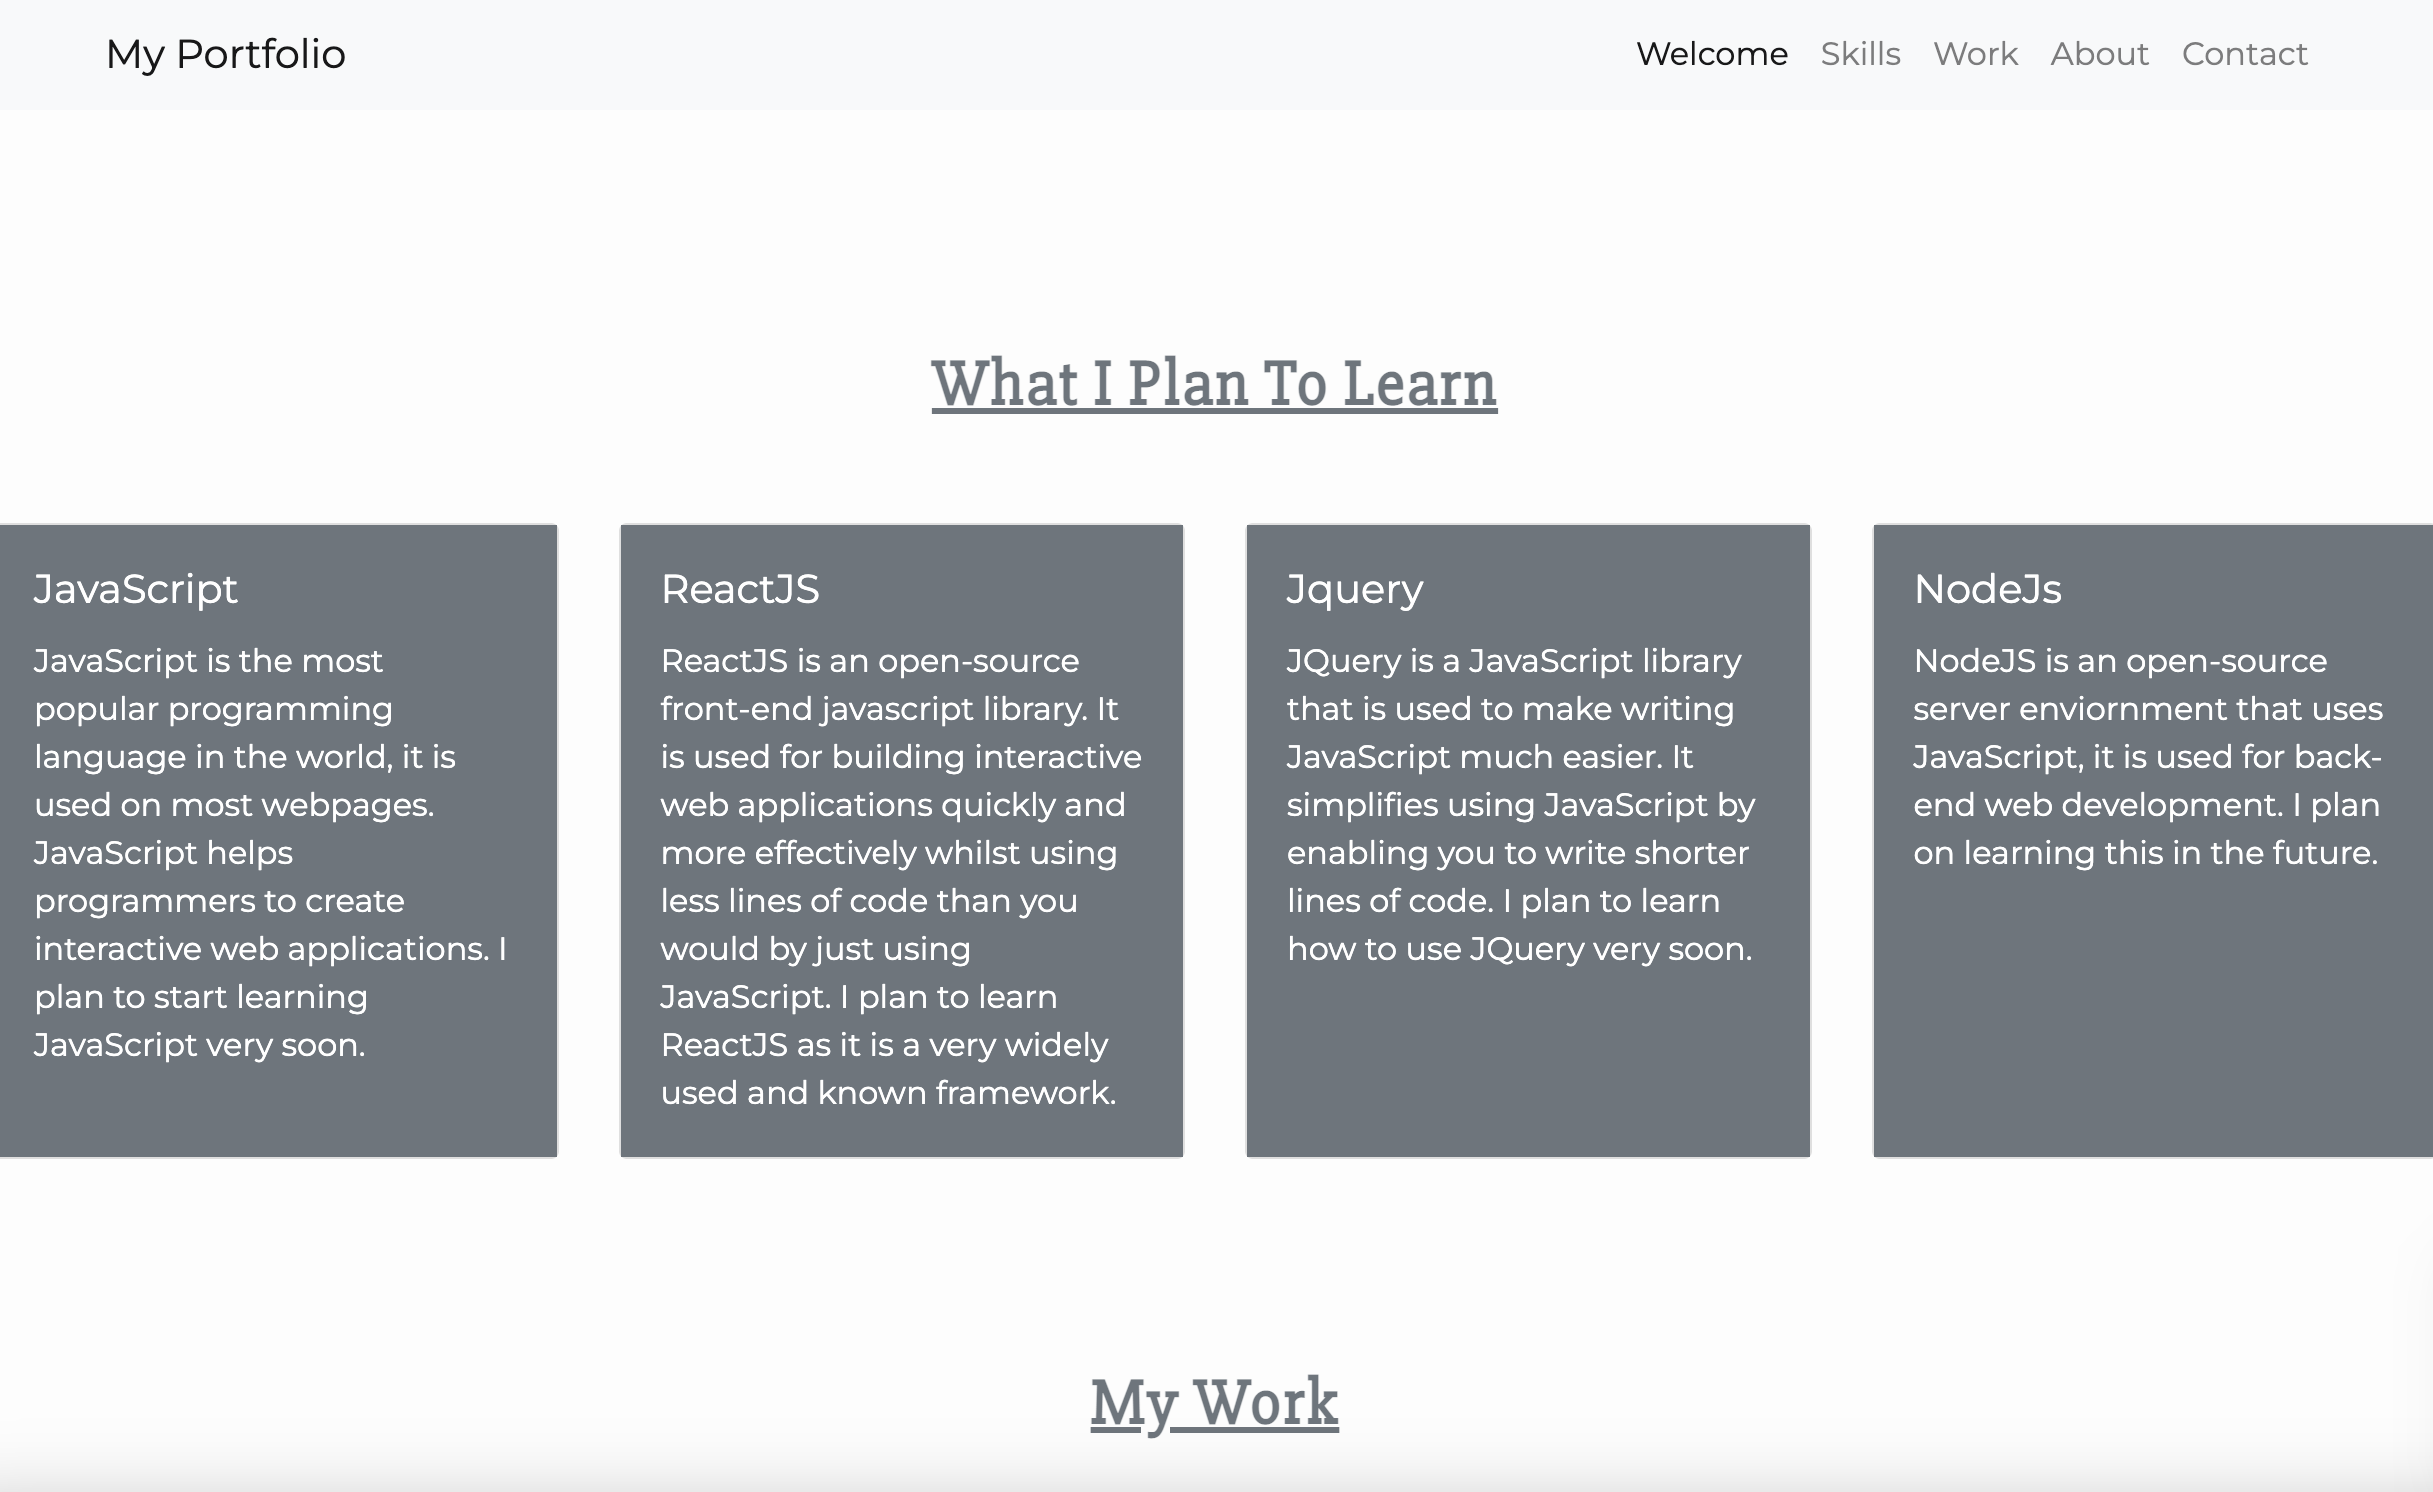 My Portfolio
Welcome Skills Work About Contact
What I Plan To Learn
JavaScript
JavaScript is the most
popular programming
language in the world, it is
used on most webpages.
JavaScript helps
programmers to create
interactive web applications. I
plan to start learning
JavaScript very soon.
ReactJS
ReactJS is an open-source
front-end javascript library. It
is used for building interactive
web applications quickly and
more effectively whilst using
less lines of code than you
would by just using
JavaScript. I plan to learn
ReactJS as it is a very widely
used and known framework.
Jquery
JQuery is a JavaScript library
that is used to make writing
JavaScript much easier. It
simplifies using JavaScript by
enabling you to write shorter
lines of code. I plan to learn
how to use JQuery very soon.
NodeJs
NodeJS is an open-source
server enviornment that uses
JavaScript, it is used for back-
end web development. I plan
on learning this in the future.
My Work